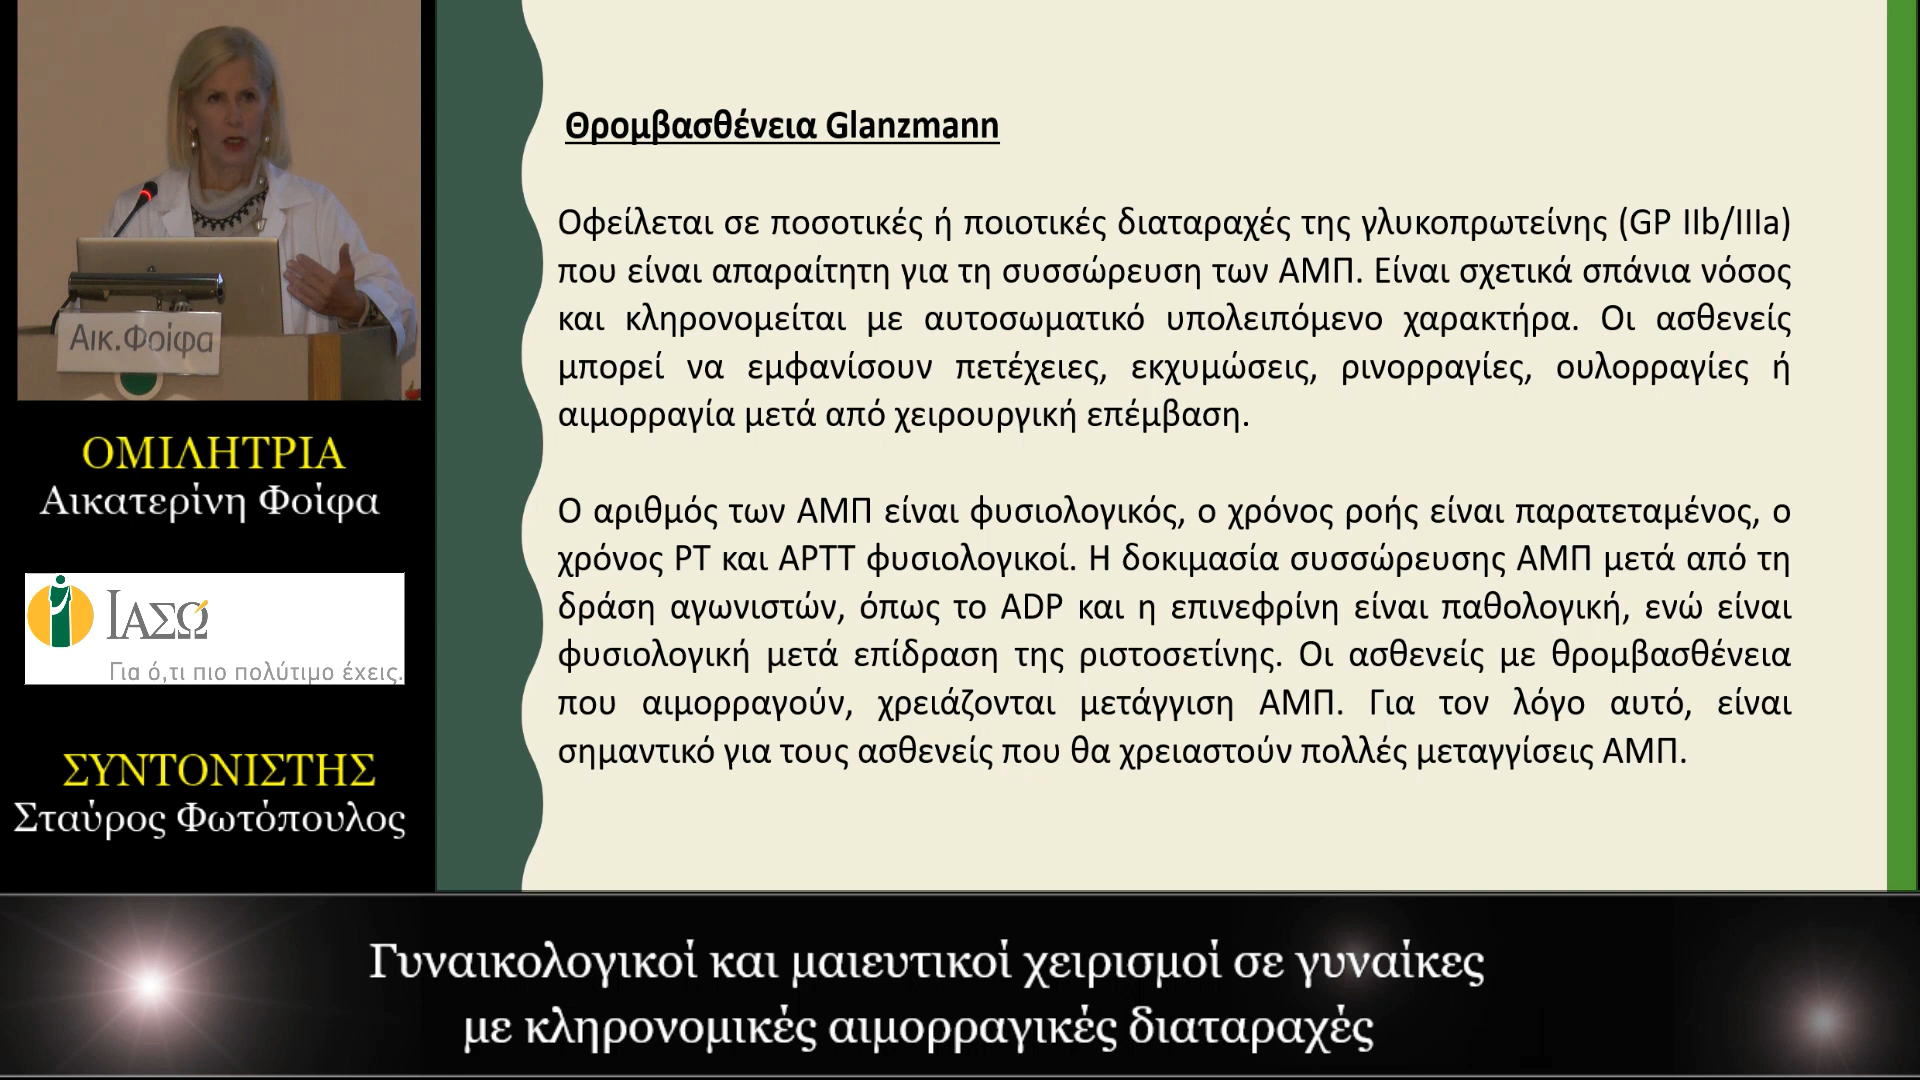 Αικ.Φοίφα
ΟΜΙΛΗΤΡΙΑ
Αικατερίνη Φοίφα
ΙΑΣΩ
Για ό,τι πιο πολύτιμο έχεις.
ΣΥΝΤΟΝΙΣΤΗΣ
Σταύρος Φωτόπουλος
Θρομβασθένεια Glanzmann
Οφείλεται σε ποσοτικές ή ποιοτικές διαταραχές της γλυκοπρωτείνης (GP IIb/IIIa)
που είναι απαραίτητη για τη συσσώρευση των ΑΜΠ. Είναι σχετικά σπάνια νόσος
και κληρονομείται με αυτοσωματικό υπολειπόμενο χαρακτήρα. Οι ασθενείς
μπορεί να εμφανίσουν πετέχειες, εκχυμώσεις, ρινορραγίες, ουλορραγίες ή
αιμορραγία μετά από χειρουργική επέμβαση.
Ο αριθμός των ΑΜΠ είναι φυσιολογικός, ο χρόνος ροής είναι παρατεταμένος, ο
χρόνος PT και APTT φυσιολογικοί. Η δοκιμασία συσσώρευσης ΑΜΠ μετά από τη
δράση αγωνιστών, όπως το ADP και η επινεφρίνη είναι παθολογική, ενώ είναι
φυσιολογική μετά επίδραση της ριστοσετίνης. Οι ασθενείς με θρομβασθένεια
που αιμορραγούν, χρειάζονται μετάγγιση ΑΜΠ. Για τον λόγο αυτό, είναι
σημαντικό για τους ασθενείς που θα χρειαστούν πολλές μεταγγίσεις ΑΜΠ.
Γυναικολογικοί και μαιευτικοί χειρισμοί σε γυναίκες
με κληρονομικές αιμορραγικές διαταραχές